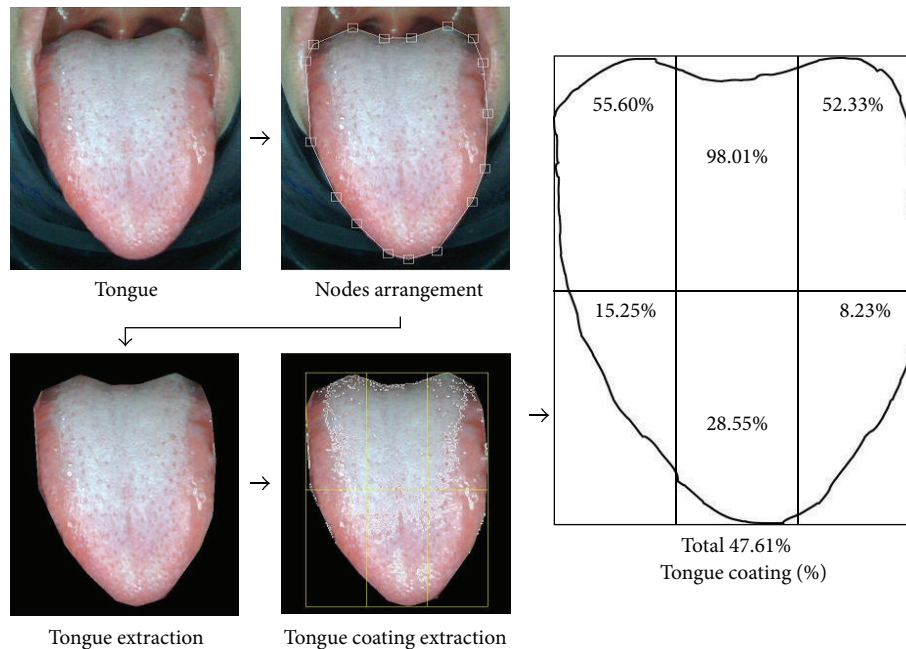 Tongue
Nodes arrangement
Tongue extraction
Tongue coating extraction
55.60%
52.33%
98.01%
15.25%
8.23%
28.55%
Total 47.61%
Tongue coating (%)